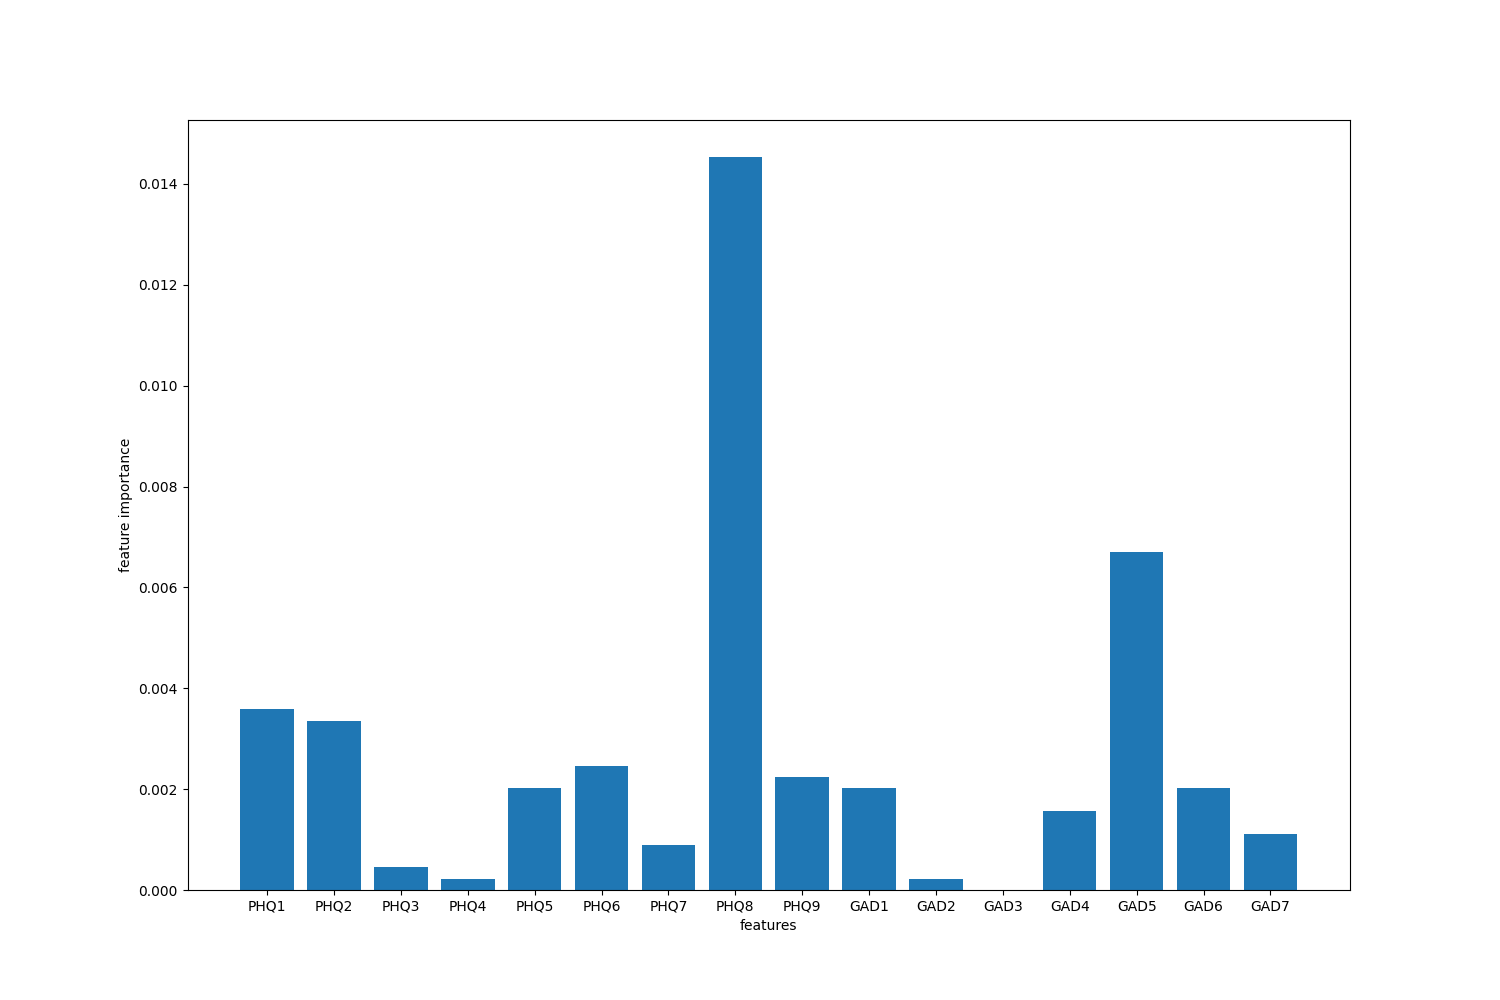 0.014
0.012
0.010
0.008
0.006
0.004
0.002
0.000
feature importance
PHQ1 PHQ2 PHQ3 PHQ4 PHQ5 PHQ6 PHQ7 PHQ8 PHQ9 GAD1 GAD2 GAD3 GAD4 GAD5 GAD6 GAD7
features